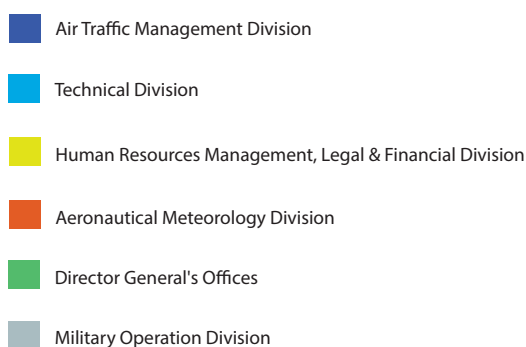 Air Traffic Management Division
Technical Division
Human Resources Management, Legal & Financial Division
Aeronautical Meteorology Division
Director General's Offices
Military Operation Division